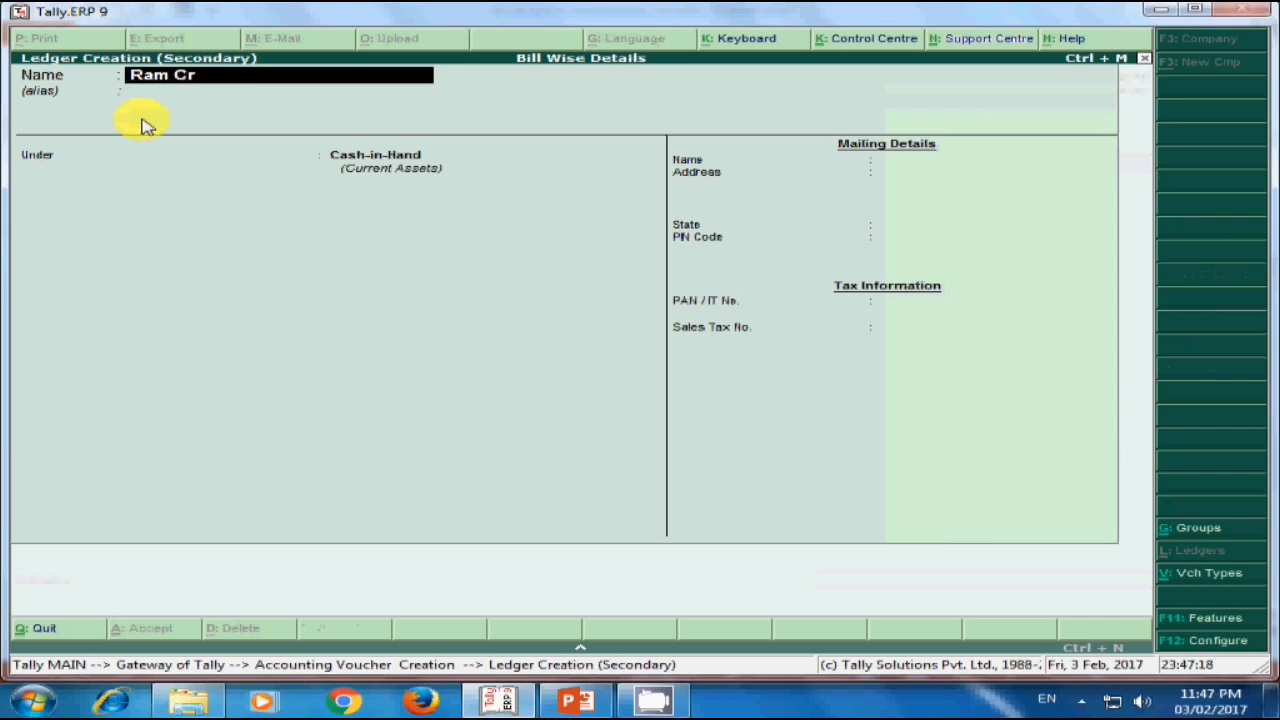 Tally.ERP 9
P: Print E: Export M: E-Mail O: Upload G: Language K: Keyboard K: Control Centre H: Support Centre H: Help F3: Company
Ledger Creation (Secondary) Bill Wise Details Ctrl + M
F3: New Cmp
Name : Ram Cr
(alias) :
Under : Cash-in-Hand
(Current Assets)
Mailing Details
Name :
Address :
State :
PIN Code :
Tax Information
PAN / IT No. :
Sales Tax No. :
G: Groups
L: Ledgers
V: Vch Types
F11: Features
F12: Configure
Q: Quit A: Accept D: Delete
Ctrl + N
Tally MAIN --> Gateway of Tally --> Accounting Voucher Creation --> Ledger Creation (Secondary) (c) Tally Solutions Pvt. Ltd., 1988-2 Fri, 3 Feb, 2017 23:47:18
Tally ERP 9
EN
11:47 PM
03/02/2017